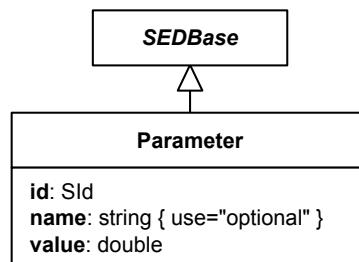 SEDBase
Parameter
id: SId
name: string { use="optional" }
value: double